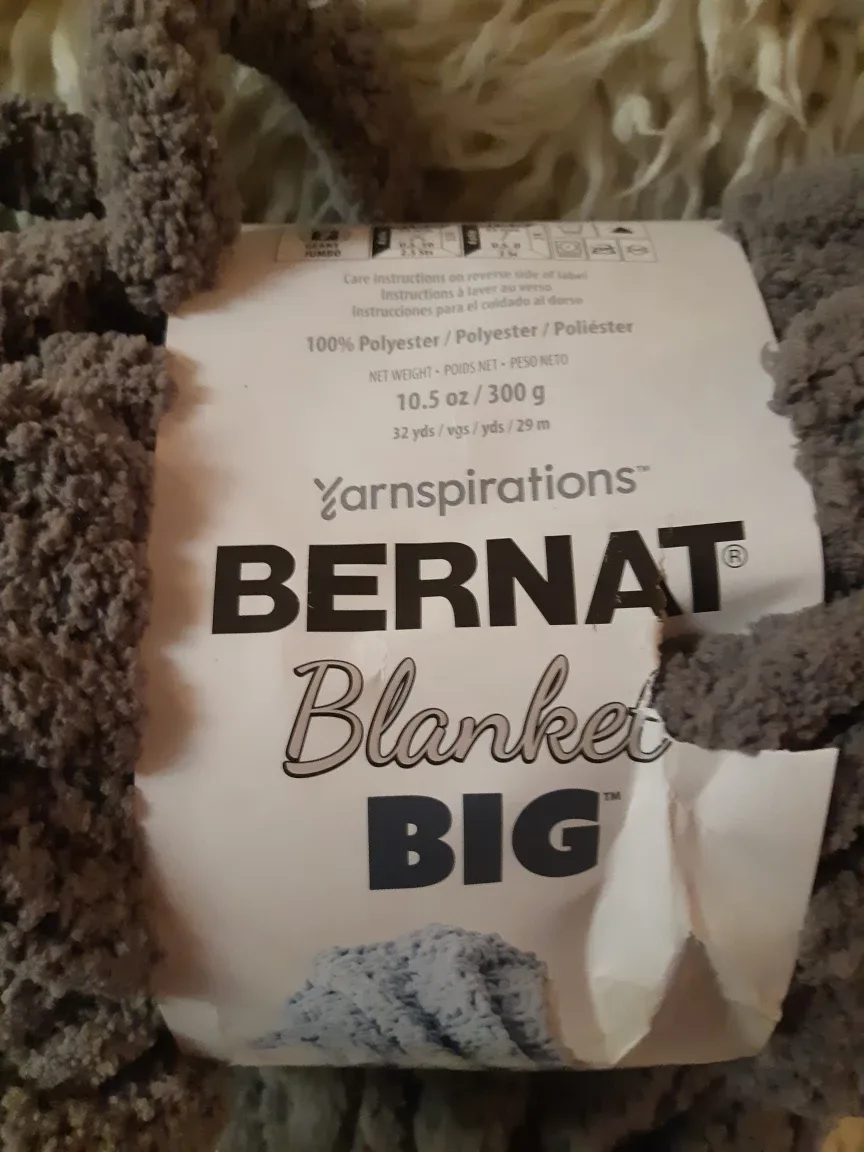 JUMBO
Care instructions on reverse side of label
Instructions à laver au verso
Instrucciones para el cuidado al dorso
100% Polyester / Polyester / Poliéster
NET WEIGHT • POIDS NET • PESO NETO
10.5 oz / 300 g
32 yds / vgs / yds / 29 m
Yarnspirations™
BERNAT®
Blanket
BIG™